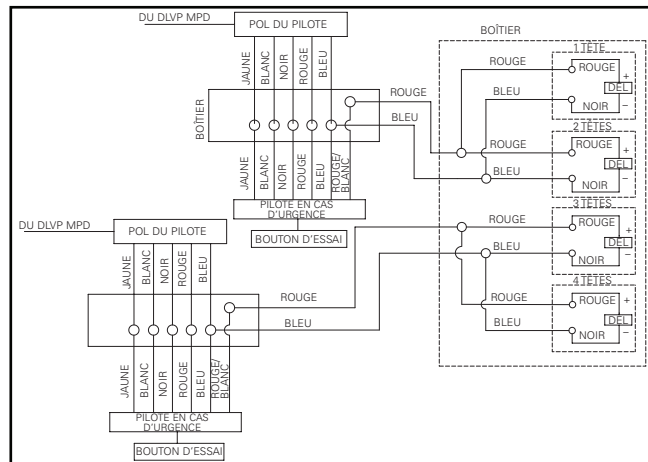 DU DLVP MPD
POL DU PILOTE
JAUNE
BLANC
NOIR
ROUGE
BLEU
BOÎTIER
ROUGE
BLEU
JAUNE
BLANC
NOIR
ROUGE
BLEU
ROUGE/
BLANC
PILOTE EN CAS
D'URGENCE
BOUTON D'ESSAI
BOÎTIER
1 TÊTE
ROUGE
ROUGE
+
DÉL
BLEU
NOIR
–
2 TÊTES
ROUGE
ROUGE
+
DÉL
BLEU
NOIR
–
DU DLVP MPD
POL DU PILOTE
JAUNE
BLANC
NOIR
ROUGE
BLEU
ROUGE
BLEU
JAUNE
BLANC
NOIR
ROUGE
BLEU
ROUGE/
BLANC
PILOTE EN CAS
D'URGENCE
BOUTON D'ESSAI
3 TÊTES
ROUGE
ROUGE
+
DÉL
BLEU
NOIR
–
4 TÊTES
ROUGE
ROUGE
+
DÉL
BLEU
NOIR
–